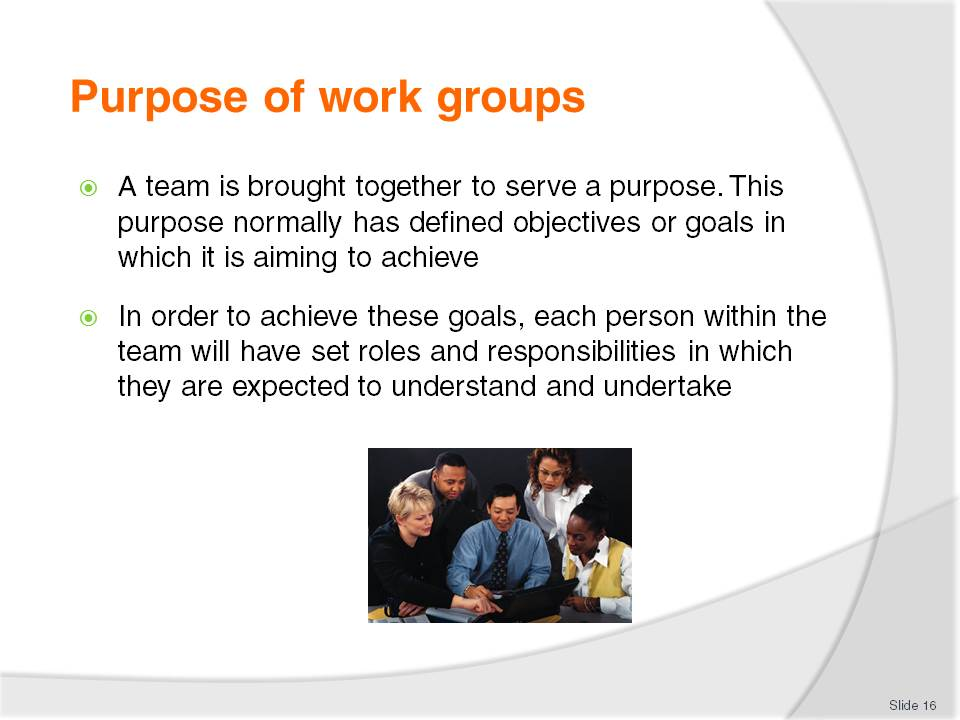 Purpose of work groups
A team is brought together to serve a purpose. This
purpose normally has defined objectives or goals in
which it is aiming to achieve
In order to achieve these goals, each person within the
team will have set roles and responsibilities in which
they are expected to understand and undertake
Slide 16